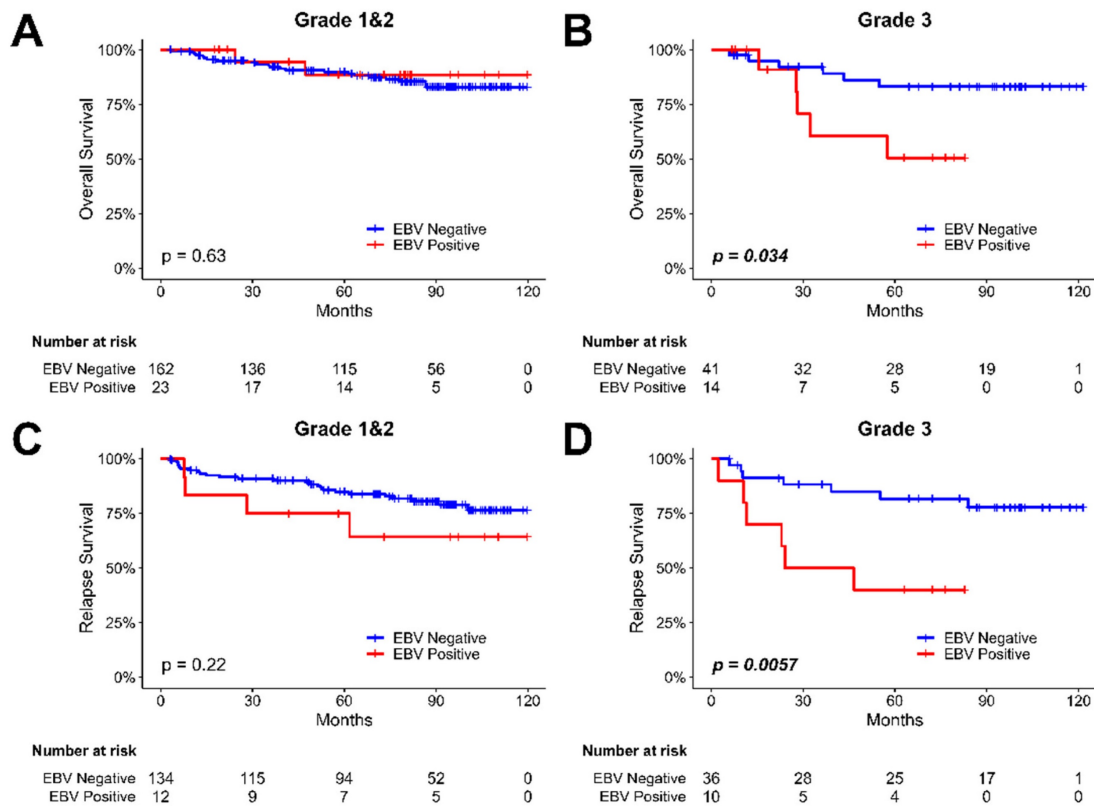 A
Grade 1&2
Overall Survival
100%
75%
50%
25%
0%
EBV Negative
EBV Positive
p = 0.63
0 30 60 90 120
Months
Number at risk
EBV Negative 162 136 115 56 0
EBV Positive 23 17 14 5 0
B
Grade 3
Overall Survival
100%
75%
50%
25%
0%
EBV Negative
EBV Positive
p = 0.034
0 30 60 90 120
Months
Number at risk
EBV Negative 41 32 28 19 1
EBV Positive 14 7 5 0 0
C
Grade 1&2
Relapse Survival
100%
75%
50%
25%
0%
EBV Negative
EBV Positive
p = 0.22
0 30 60 90 120
Months
Number at risk
EBV Negative 134 115 94 52 0
EBV Positive 12 9 7 5 0
D
Grade 3
Relapse Survival
100%
75%
50%
25%
0%
EBV Negative
EBV Positive
p = 0.0057
0 30 60 90 120
Months
Number at risk
EBV Negative 36 28 25 17 1
EBV Positive 10 5 4 0 0